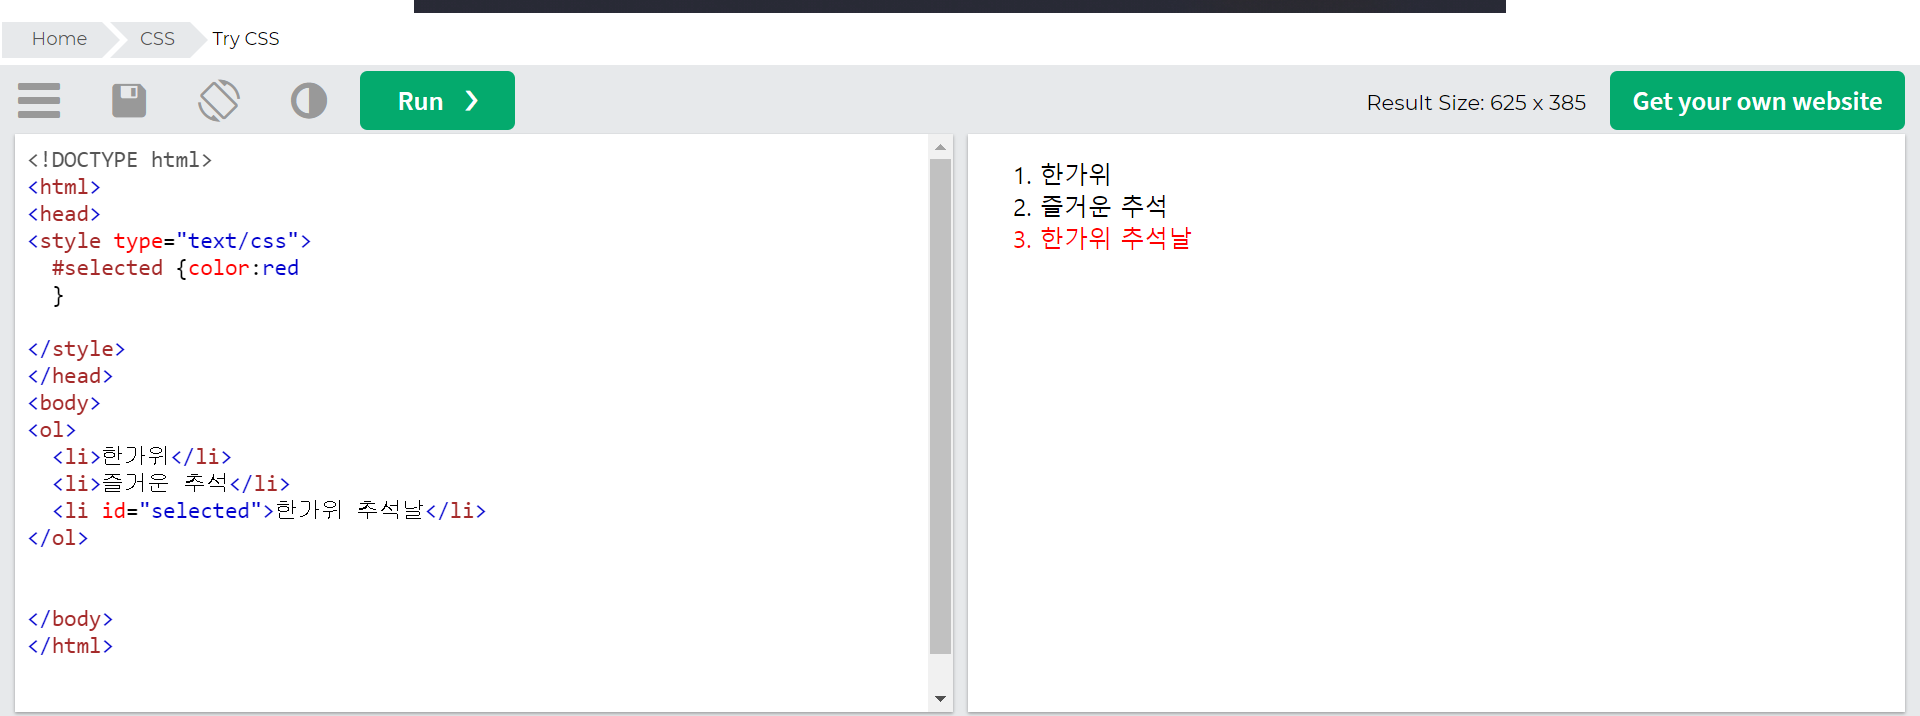 Home CSS Try CSS
Run ❯ Result Size: 625 x 385 Get your own website
<!DOCTYPE html>
<html>
<head>
<style type="text/css">
  #selected {color:red
  }
</style>
</head>
<body>
<ol>
  <li>한가위</li>
  <li>즐거운 추석</li>
  <li id="selected">한가위 추석날</li>
</ol>
</body>
</html>
1. 한가위
2. 즐거운 추석
3. 한가위 추석날